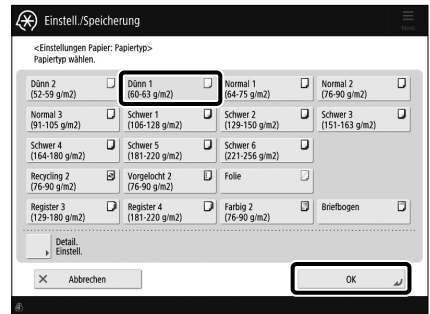 Einstell./Speicherung
Menü
<Einstellungen Papier: Papiertyp>
Papiertyp wählen.
Dünn 2
(52-59 g/m2)
Dünn 1
(60-63 g/m2)
Normal 1
(64-75 g/m2)
Normal 2
(76-90 g/m2)
Normal 3
(91-105 g/m2)
Schwer 1
(106-128 g/m2)
Schwer 2
(129-150 g/m2)
Schwer 3
(151-163 g/m2)
Schwer 4
(164-180 g/m2)
Schwer 5
(181-220 g/m2)
Schwer 6
(221-256 g/m2)
Recycling 2
(76-90 g/m2)
Vorgelocht 2
(76-90 g/m2)
Folie
Register 3
(129-180 g/m2)
Register 4
(181-220 g/m2)
Farbig 2
(76-90 g/m2)
Briefbogen
Detail.
Einstell.
Abbrechen
OK